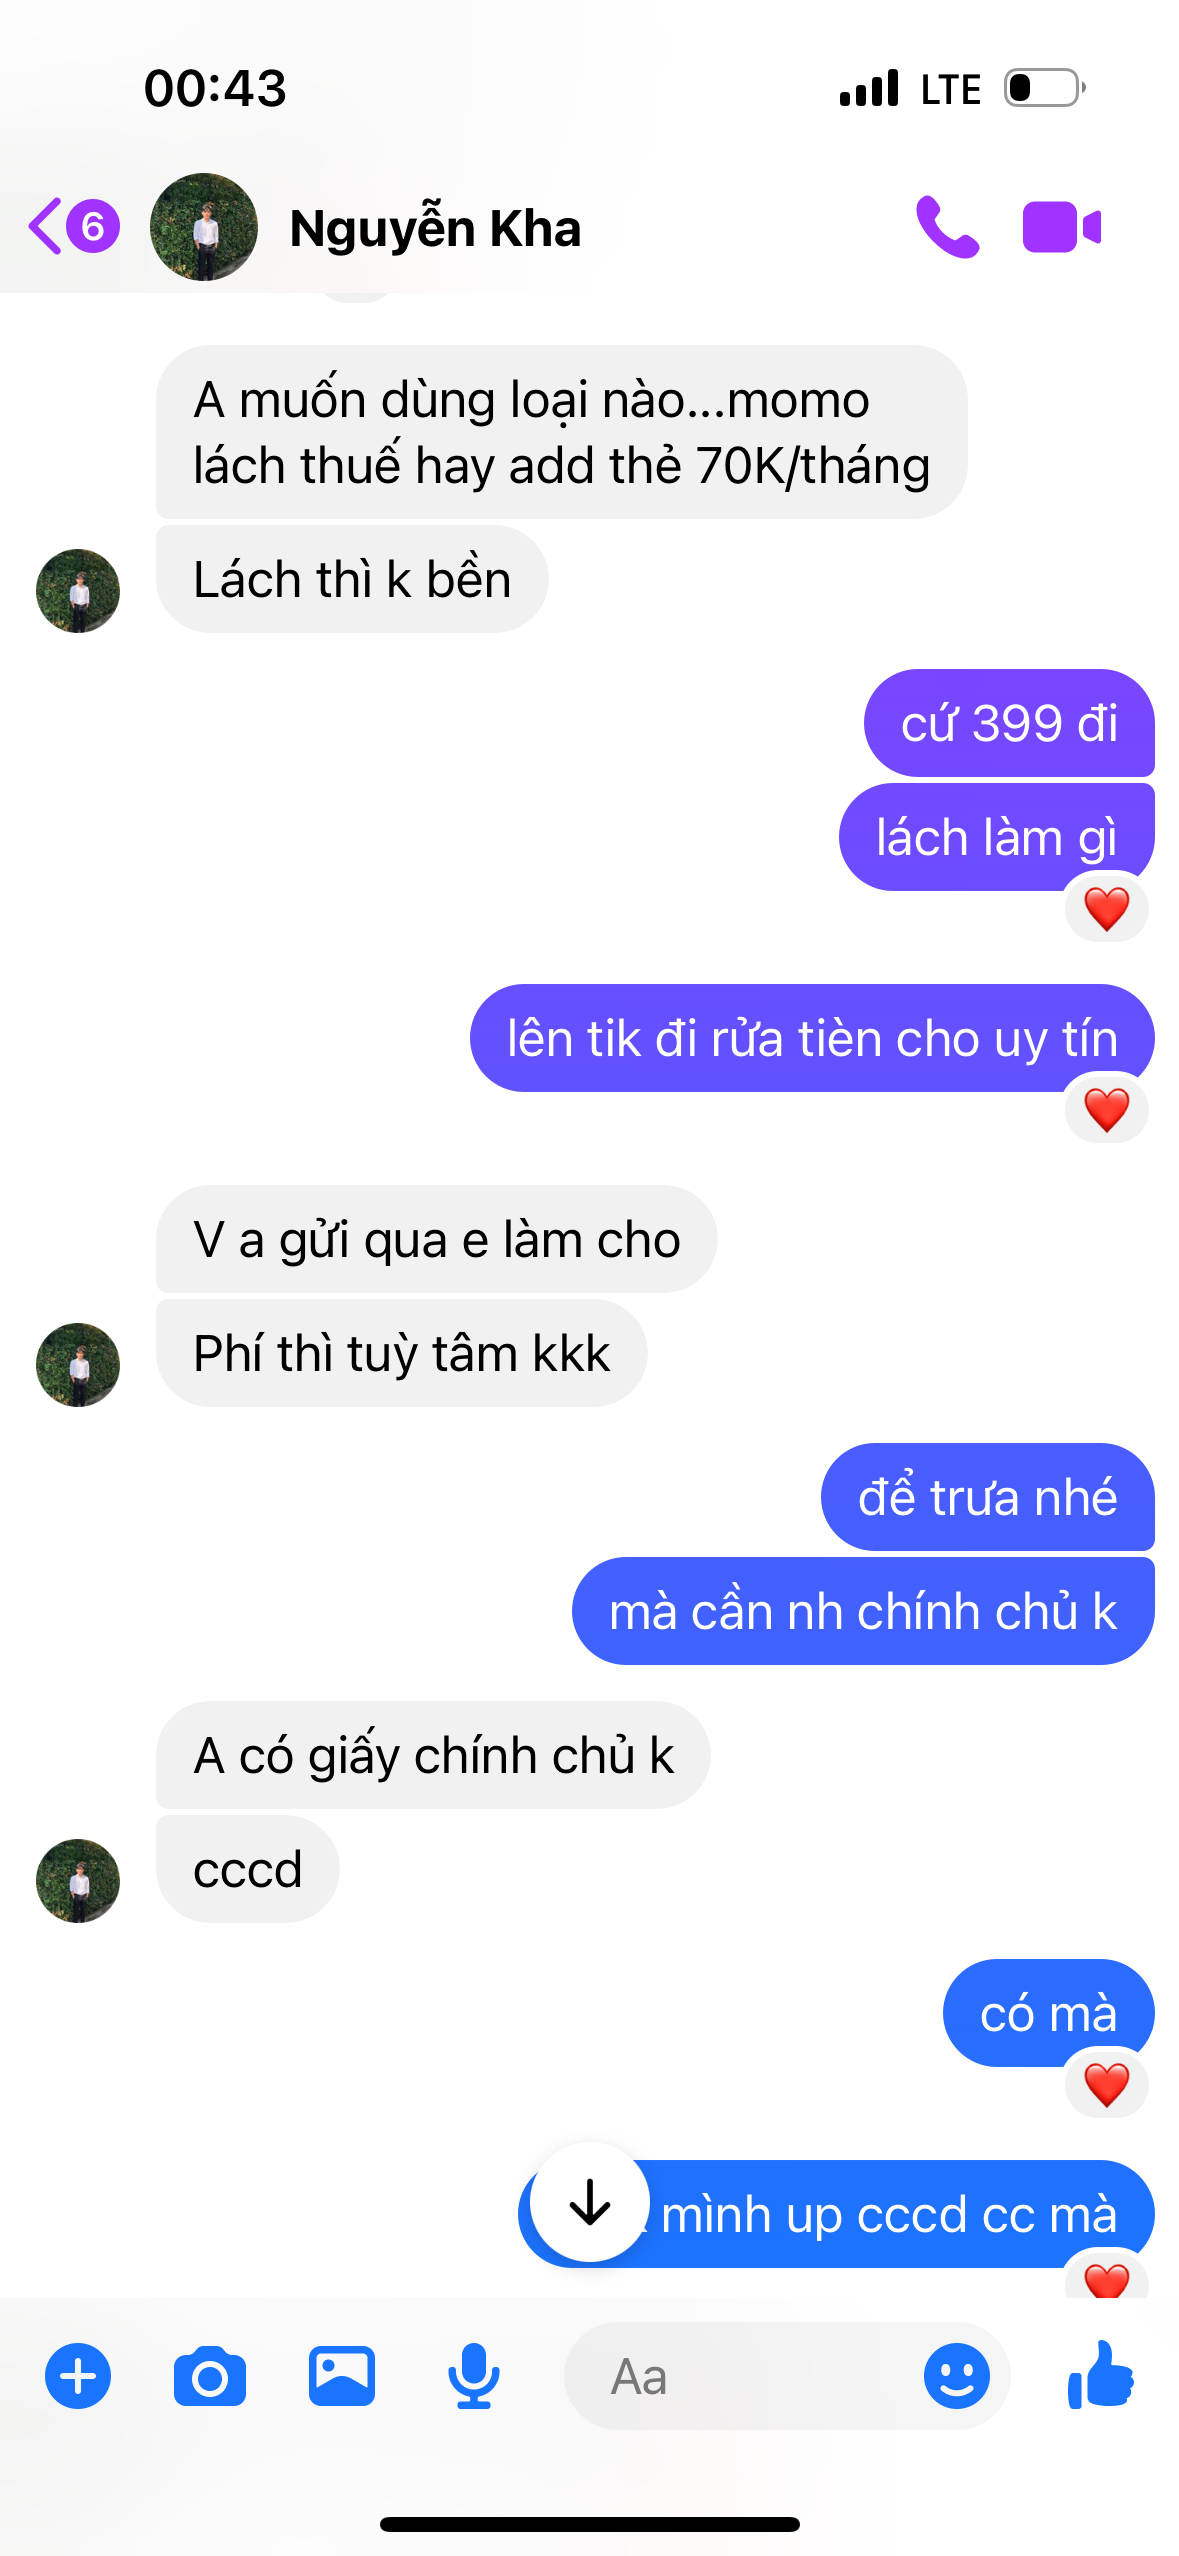 00:43
LTE
6
Nguyễn Kha
A muốn dùng loại nào...momo
lách thuế hay add thẻ 70K/tháng
Lách thì k bền
cứ 399 đi
lách làm gì
lên tik đi rửa tièn cho uy tín
V a gửi qua e làm cho
Phí thì tuỳ tâm kkk
để trưa nhé
mà cần nh chính chủ k
A có giấy chính chủ k
cccd
có mà
mình up cccd cc mà
Aa